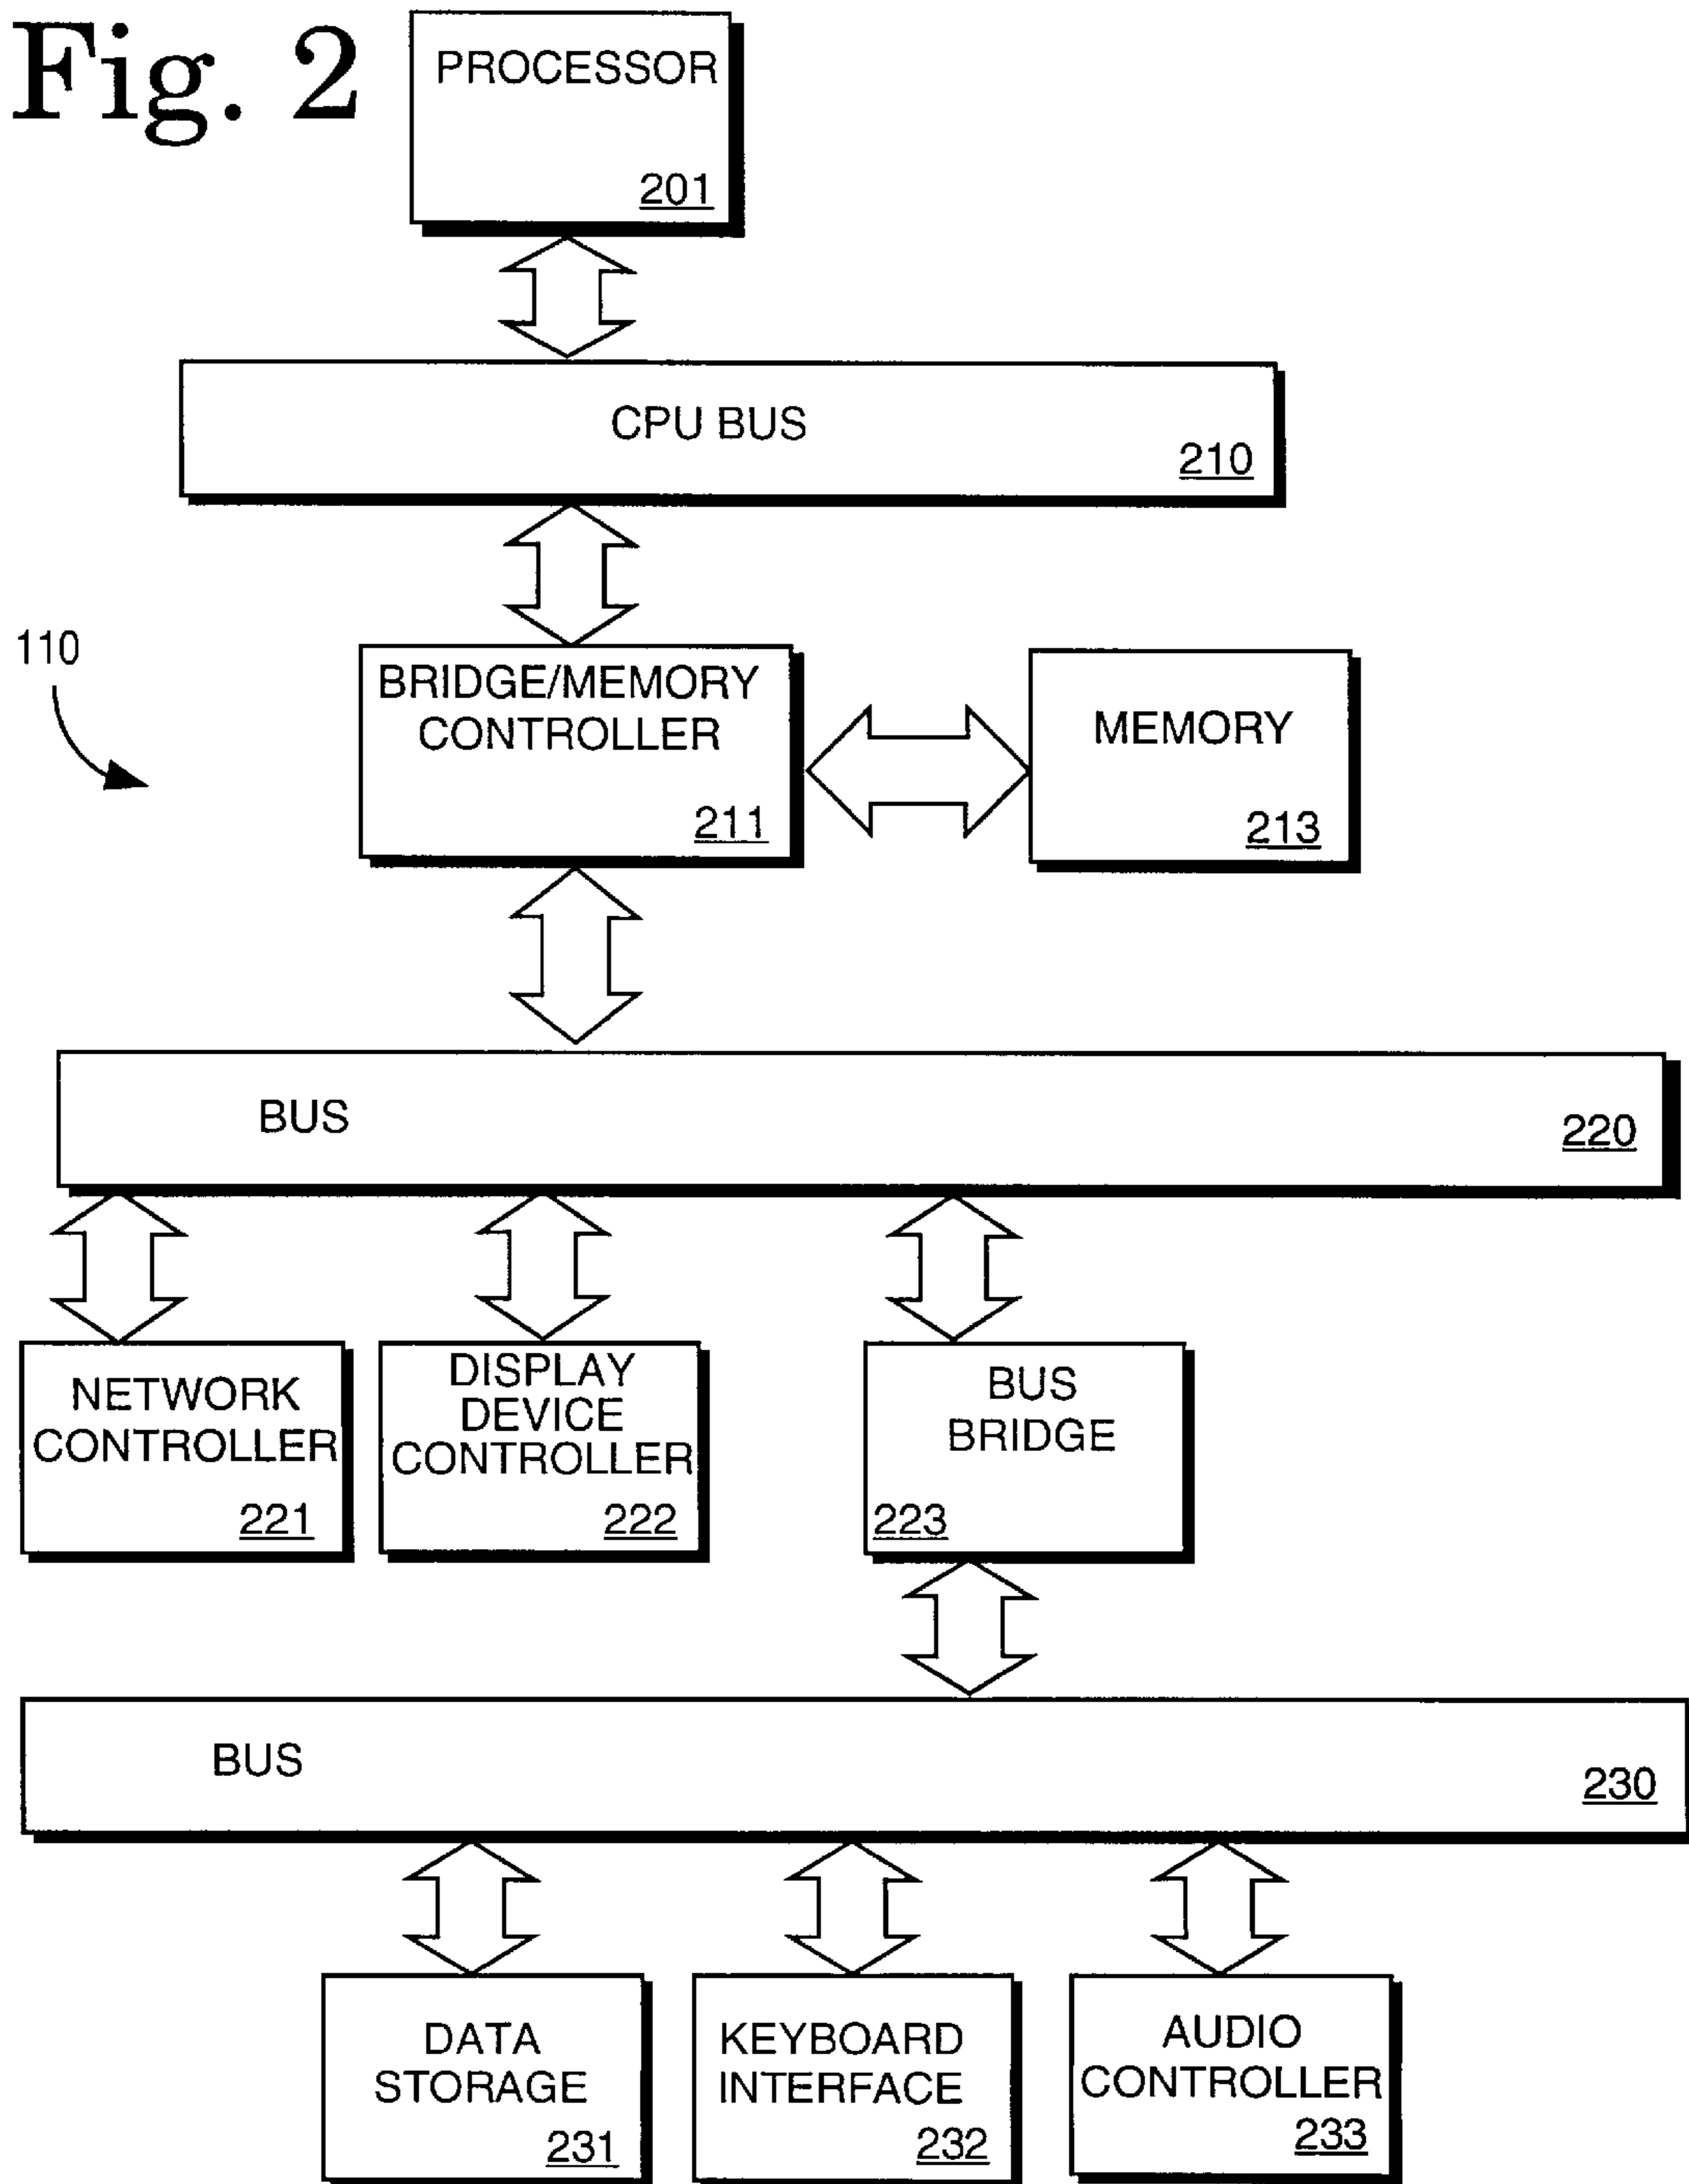 Fig. 2
PROCESSOR
201
CPU BUS
210
110
BRIDGE/MEMORY
CONTROLLER
211
MEMORY
213
BUS
220
NETWORK
CONTROLLER
221
DISPLAY
DEVICE
CONTROLLER
222
BUS
BRIDGE
223
BUS
230
DATA
STORAGE
231
KEYBOARD
INTERFACE
232
AUDIO
CONTROLLER
233